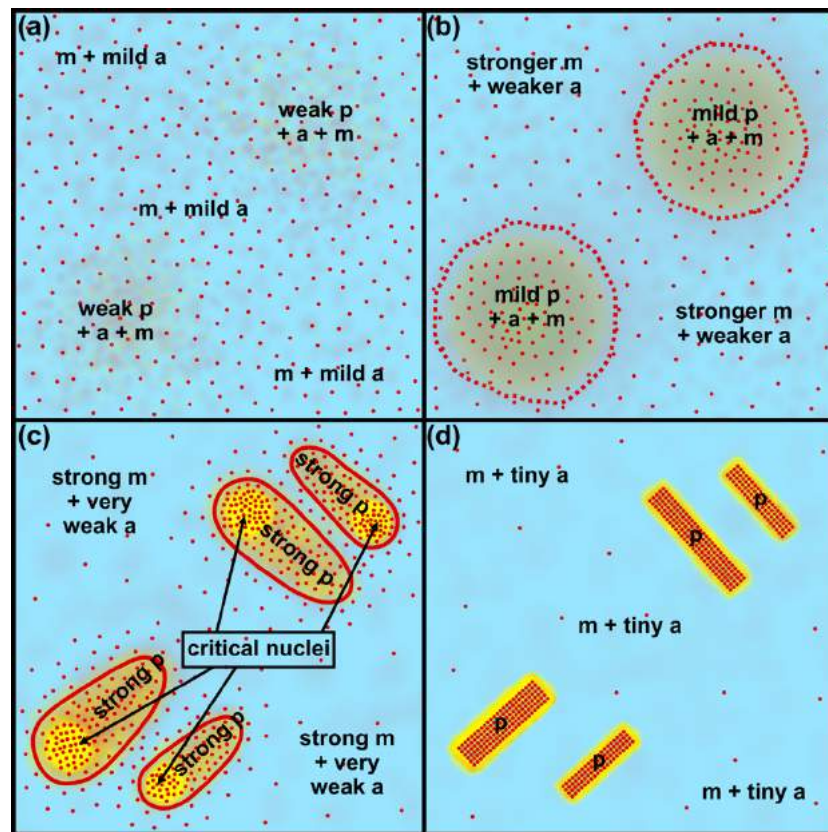 (a)
m + mild a
weak p
+ a + m
m + mild a
weak p
+ a + m
m + mild a
(b)
stronger m
+ weaker a
mild p
+ a + m
mild p
+ a + m
stronger m
+ weaker a
(c)
strong m
+ very
weak a
strong p
strong p
critical nuclei
strong p
strong p
strong m
+ very
weak a
(d)
m + tiny a
p
p
m + tiny a
p
p
m + tiny a